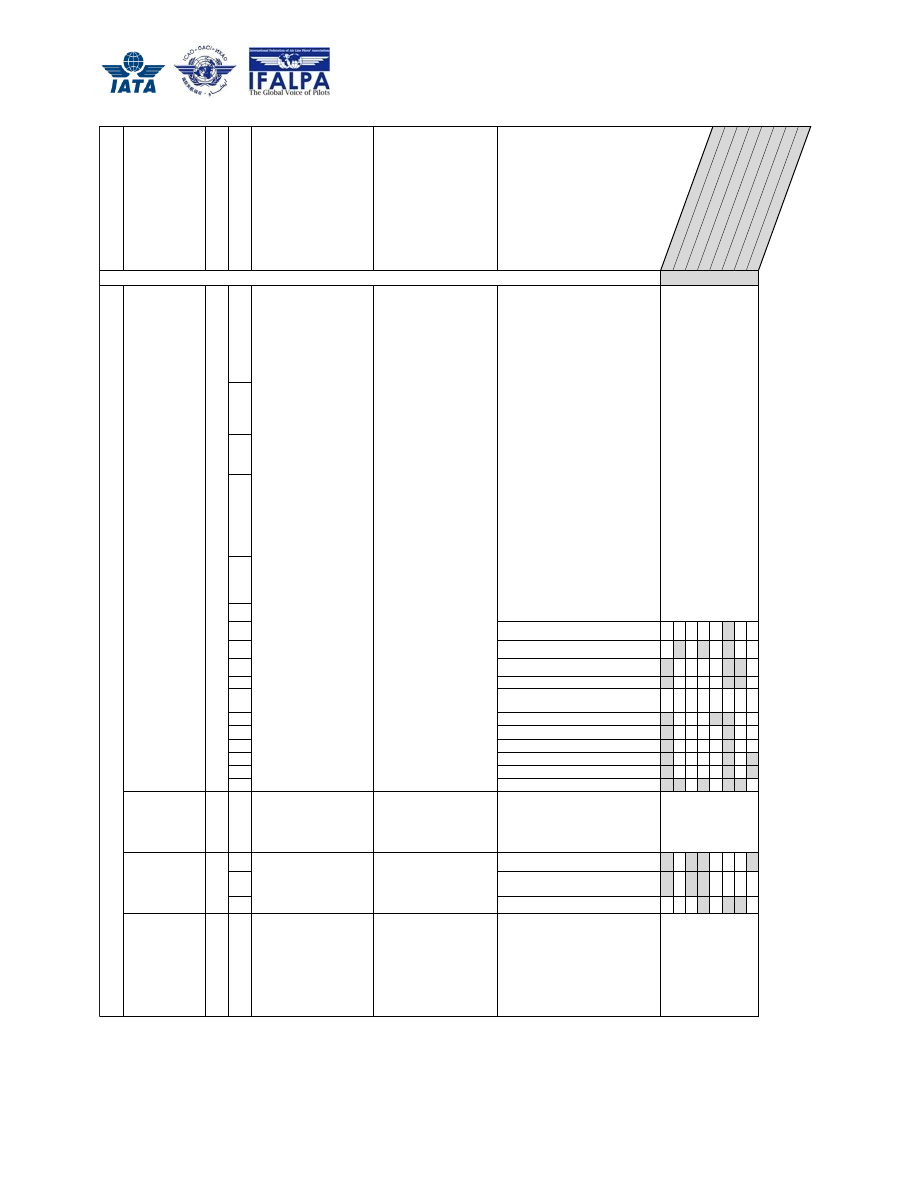 IATA
ICAO · OACI · ИКАО
International Federation of Air Line Pilots' Associations
IFALPA
The Global Voice of Pilots